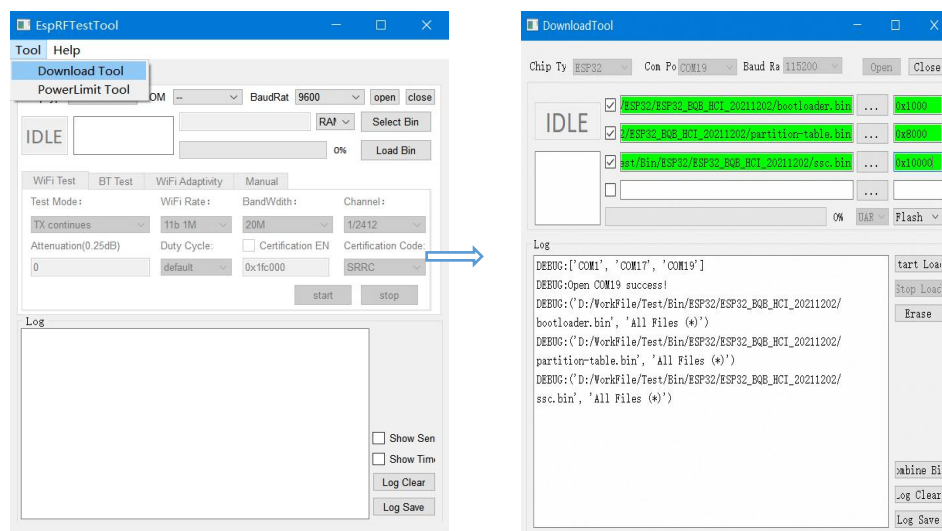 EspRFTestTool
Tool Help
Download Tool
PowerLimit Tool
OM -- BaudRat 9600 open close
IDLE
RAM Select Bin
0% Load Bin
WiFi Test BT Test WiFi Adaptivity Manual
Test Mode: WiFi Rate: BandWdith: Channel:
TX continues 11b 1M 20M 1/2412
Attenuation(0.25dB) Duty Cycle: Certification EN Certification Code:
0 default 0x1fc000 SRRC
start stop
Log
Show Sen
Show Tim
Log Clear
Log Save
DownloadTool
Chip Ty ESP32 Com Po COM19 Baud Ra 115200 Open Close
IDLE
/ESP32/ESP32_BQB_HCI_20211202/bootloader.bin ... 0x1000
2/ESP32_BQB_HCI_20211202/partition-table.bin ... 0x8000
est/Bin/ESP32/ESP32_BQB_HCI_20211202/ssc.bin ... 0x10000
...
0% UAR Flash
Log
DEBUG:['COM1', 'COM17', 'COM19']
DEBUG:Open COM19 success!
DEBUG:('D:/WorkFile/Test/Bin/ESP32/ESP32_BQB_HCI_20211202/
bootloader.bin', 'All Files (*)')
DEBUG:('D:/WorkFile/Test/Bin/ESP32/ESP32_BQB_HCI_20211202/
partition-table.bin', 'All Files (*)')
DEBUG:('D:/WorkFile/Test/Bin/ESP32/ESP32_BQB_HCI_20211202/
ssc.bin', 'All Files (*)')
tart Loa
Stop Load
Erase
ombine Bi
Log Clear
Log Save